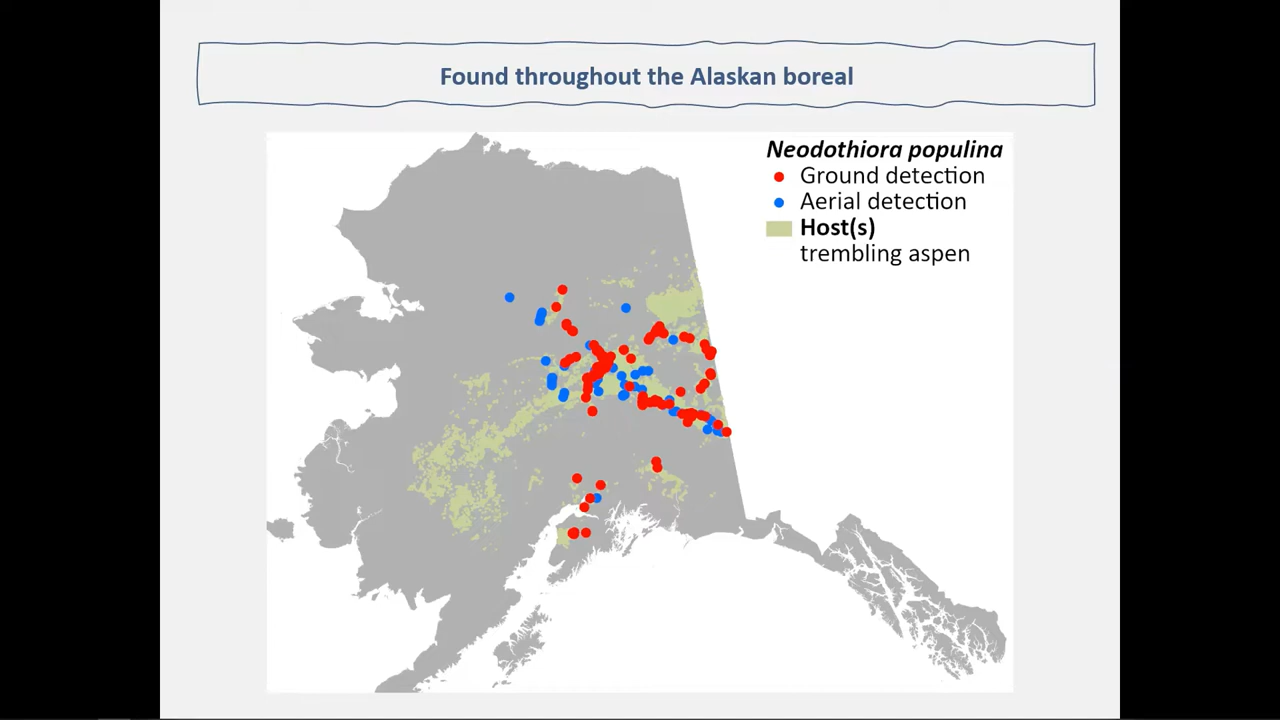 Found throughout the Alaskan boreal
Neodothiora populina
Ground detection
Aerial detection
Host(s)
trembling aspen